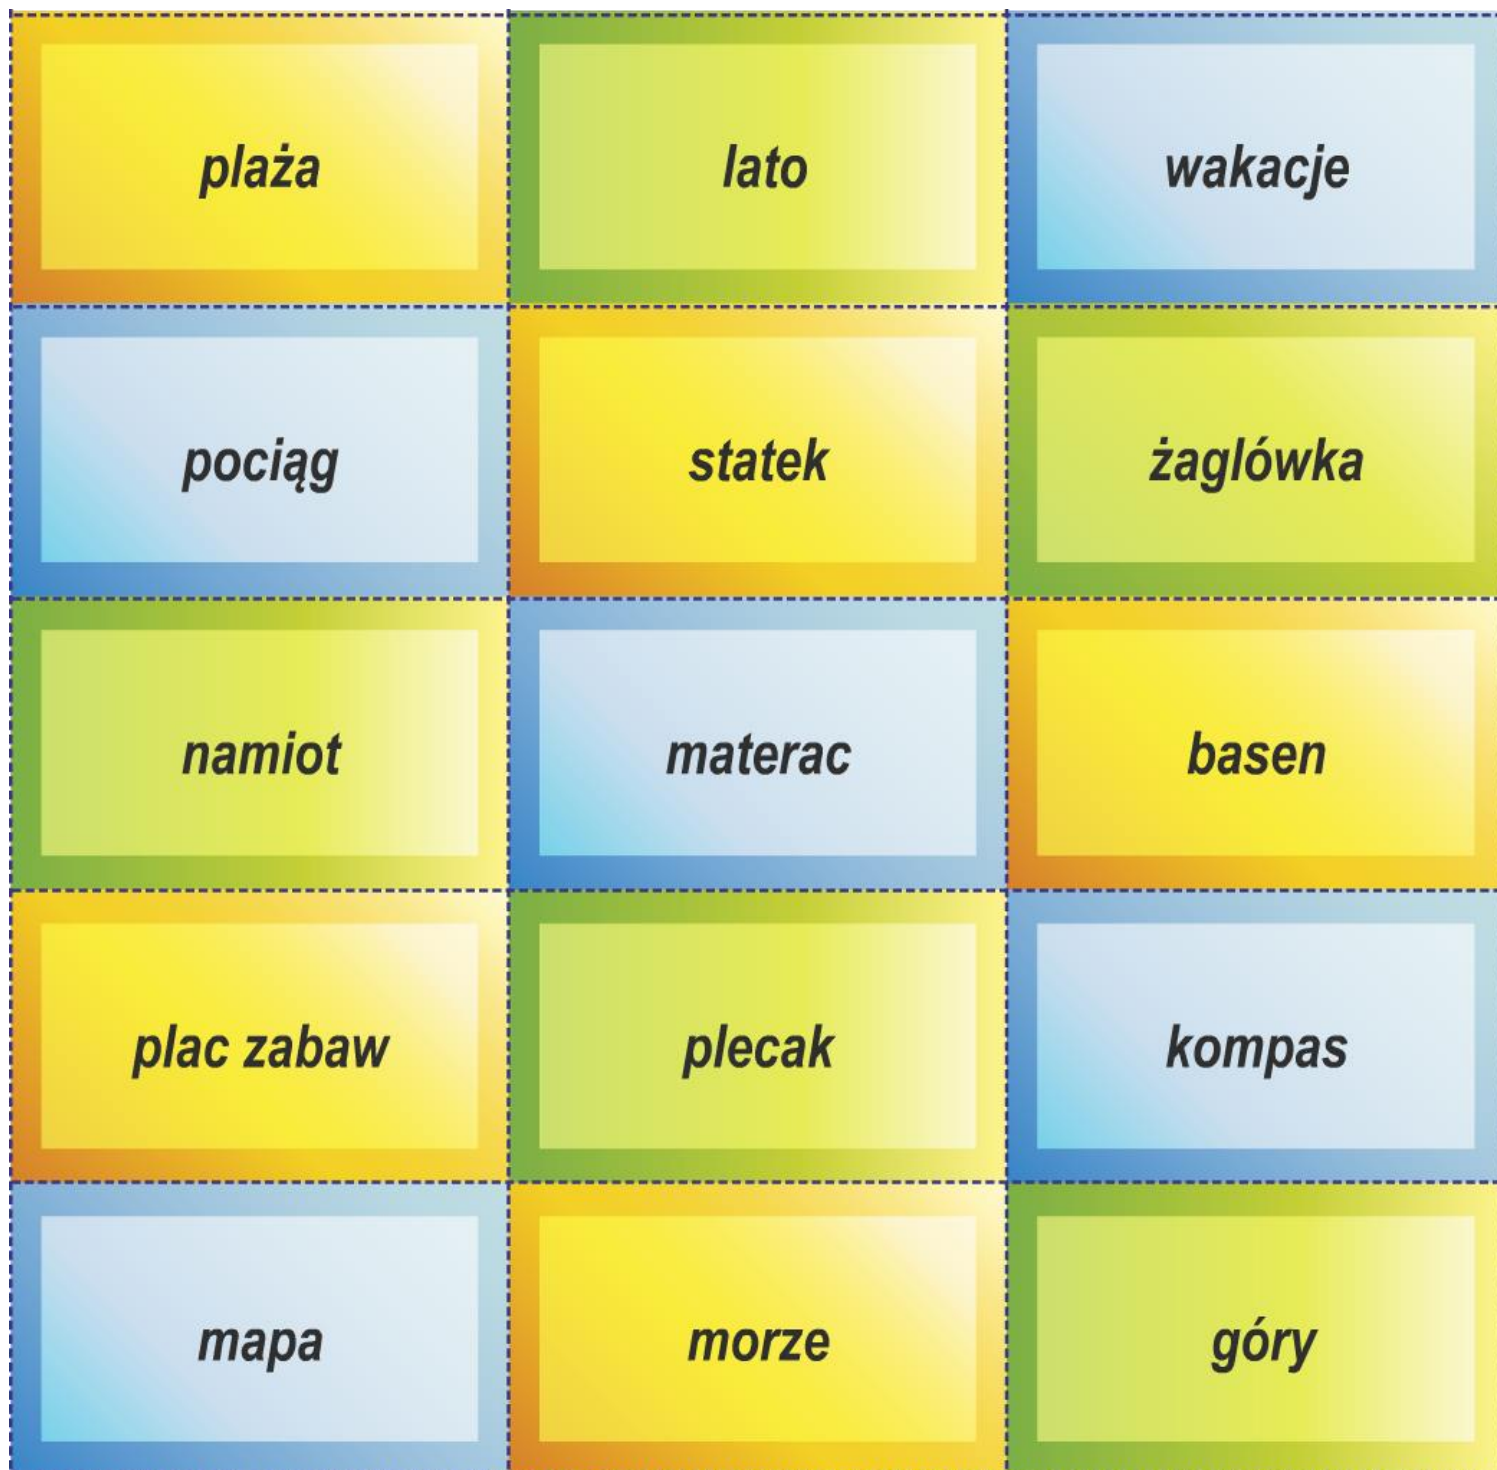 plaża
lato
wakacje
pociąg
statek
żaglówka
namiot
materac
basen
plac zabaw
plecak
kompas
mapa
morze
góry